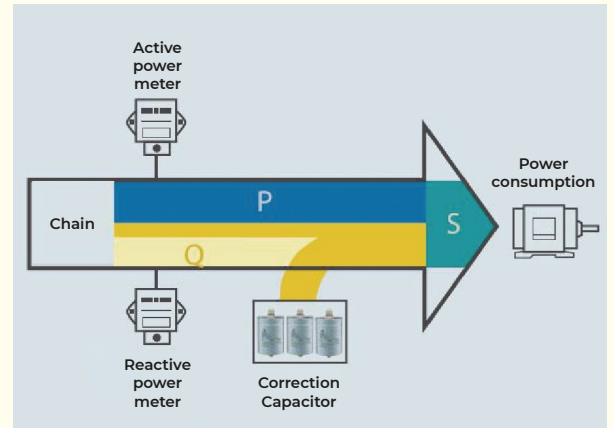 Active
power
meter
Power
consumption
P
Chain
S
Q
Reactive
power
meter
Correction
Capacitor